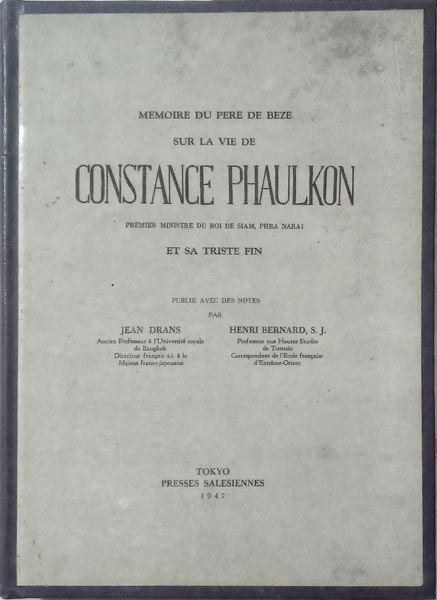 MEMOIRE DU PERE DE BEZE
SUR LA VIE DE
CONSTANCE PHAULKON
PREMIER MINISTRE DU ROI DE SIAM, PHRA NARAI
ET SA TRISTE FIN
PUBLIE AVEC DES NOTES
PAR
JEAN DRANS
Ancien Professeur à l'Université royale
de Bangkok
Directeur français a.i. à la
Maison franco-japonaise
HENRI BERNARD, S. J.
Professeur aux Hautes Etudes
de Tientsin
Correspondant de l'Ecole française
d'Extrême-Orient
TOKYO
PRESSES SALESIENNES
1947